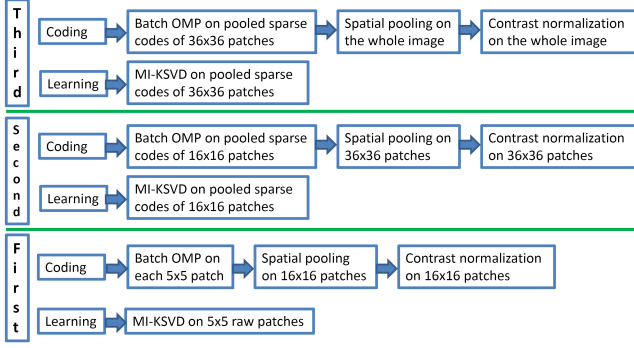 Third
Coding
Batch OMP on pooled sparse
codes of 36x36 patches
Spatial pooling on
the whole image
Contrast normalization
on the whole image
Learning
MI-KSVD on pooled sparse
codes of 36x36 patches
Second
Coding
Batch OMP on pooled sparse
codes of 16x16 patches
Spatial pooling on
36x36 patches
Contrast normalization
on 36x36 patches
Learning
MI-KSVD on pooled sparse
codes of 16x16 patches
First
Coding
Batch OMP on
each 5x5 patch
Spatial pooling
on 16x16 patches
Contrast normalization
on 16x16 patches
Learning
MI-KSVD on 5x5 raw patches